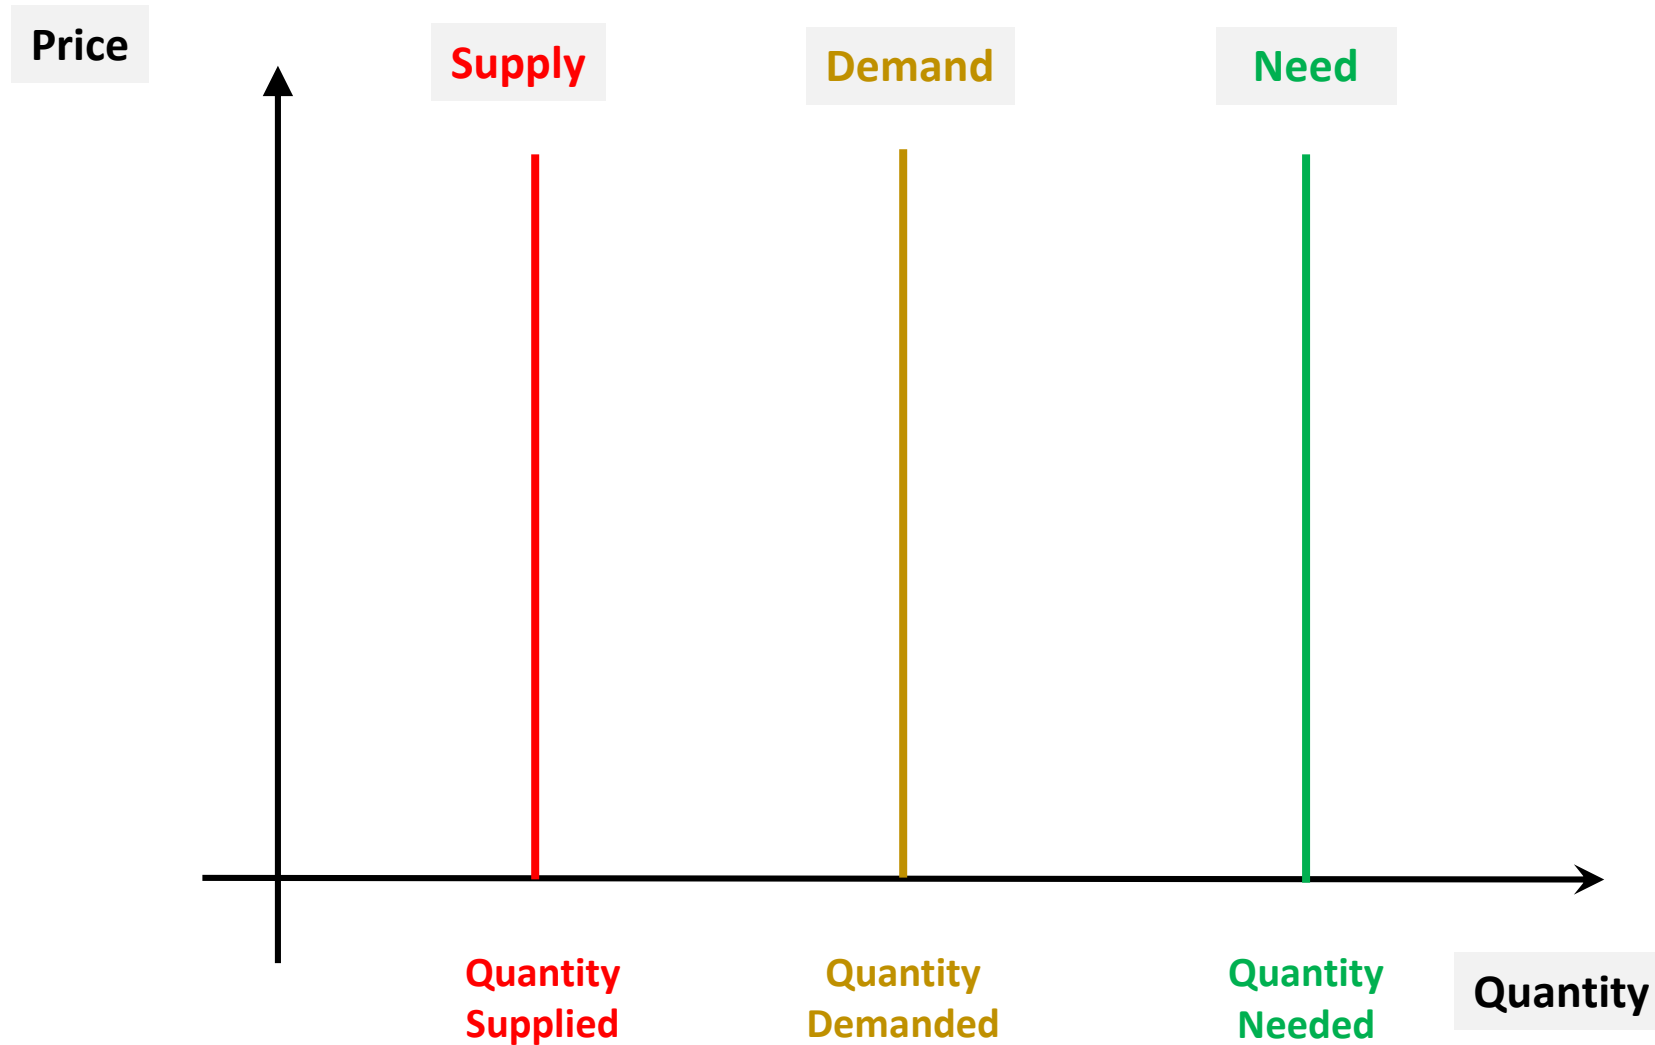 Price
Supply
Demand
Need
Quantity
Supplied
Quantity
Demanded
Quantity
Needed
Quantity